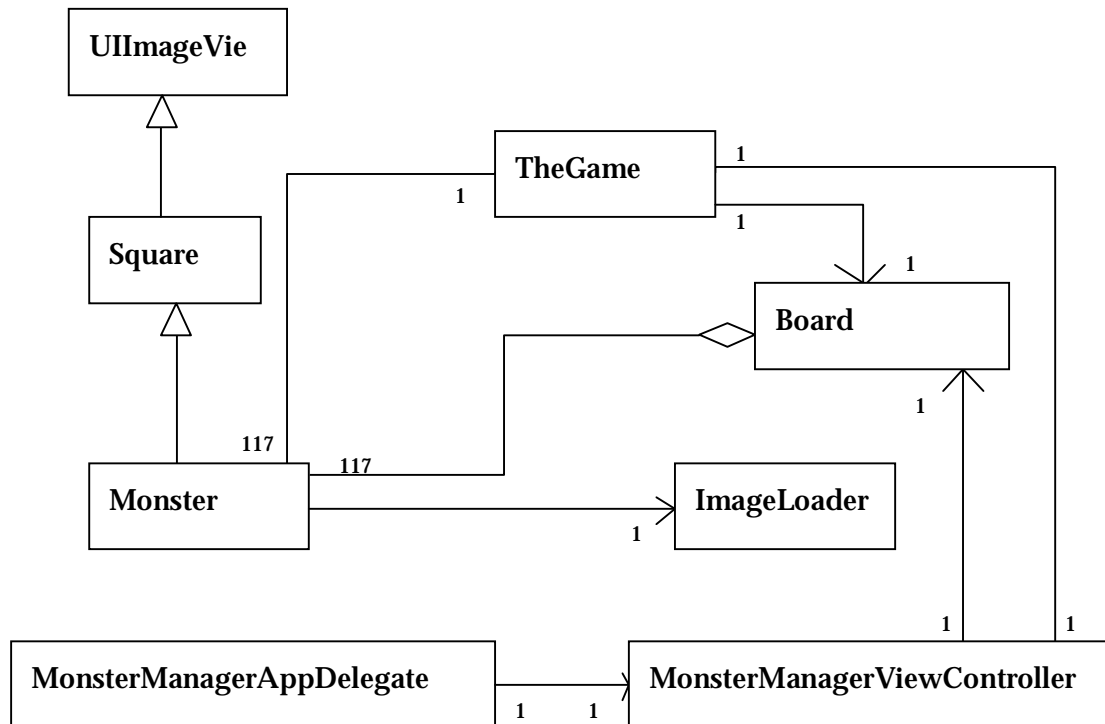 UIImageVie
TheGame
1
1
1
Square
1
Board
1
117
117
Monster
ImageLoader
1
1
1
MonsterManagerAppDelegate
MonsterManagerViewController
1
1